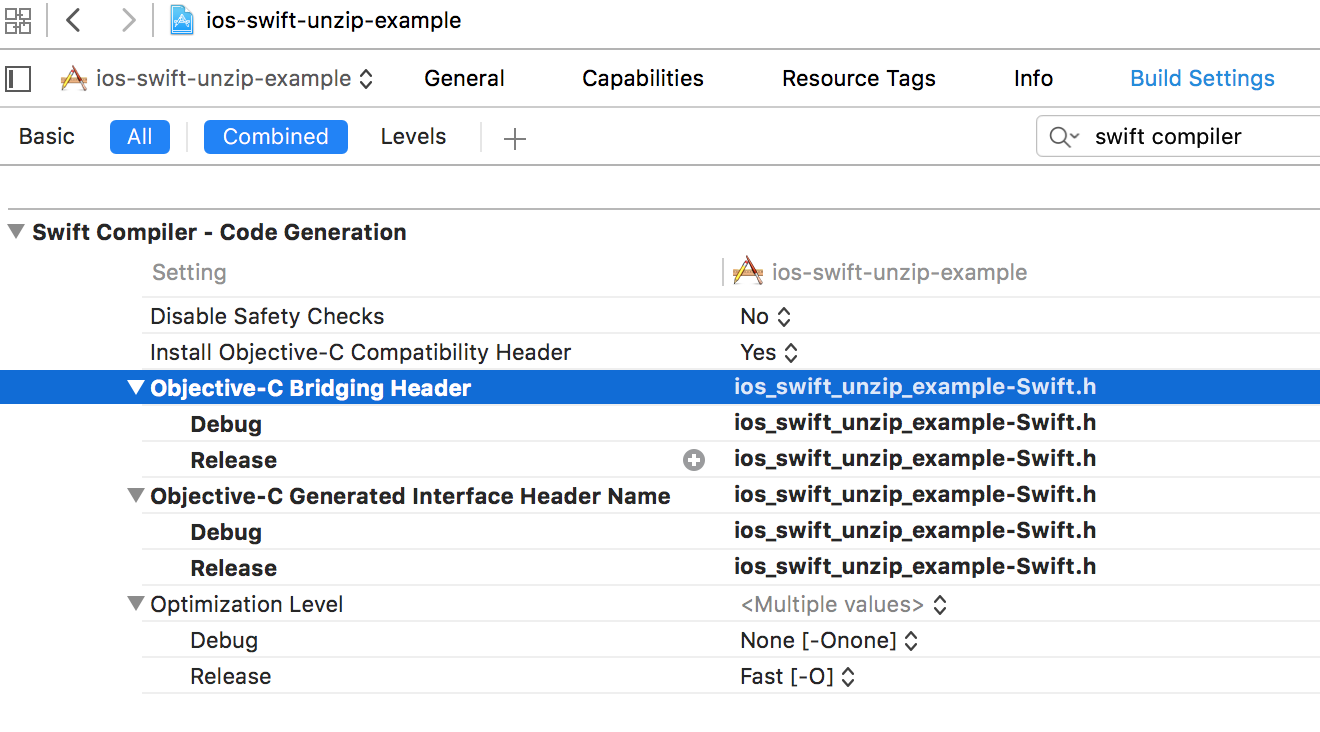 ios-swift-unzip-example
ios-swift-unzip-example General Capabilities Resource Tags Info Build Settings
Basic All Combined Levels swift compiler
Swift Compiler - Code Generation
Setting ios-swift-unzip-example
Disable Safety Checks No
Install Objective-C Compatibility Header Yes
Objective-C Bridging Header ios_swift_unzip_example-Swift.h
Debug ios_swift_unzip_example-Swift.h
Release ios_swift_unzip_example-Swift.h
Objective-C Generated Interface Header Name ios_swift_unzip_example-Swift.h
Debug ios_swift_unzip_example-Swift.h
Release ios_swift_unzip_example-Swift.h
Optimization Level <Multiple values>
Debug None [-Onone]
Release Fast [-O]